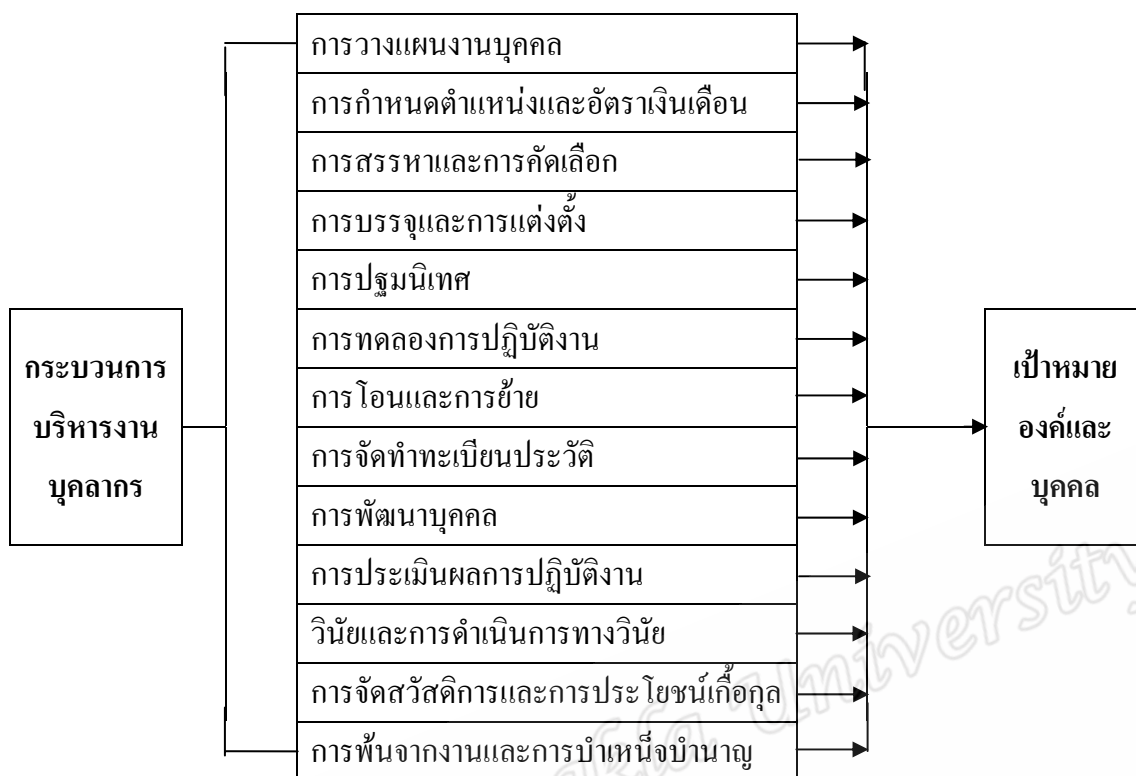 การวางแผนงานบุคคล
การกำหนดตำแหน่งและอัตราเงินเดือน
การสรรหาและการคัดเลือก
การบรรจุและการแต่งตั้ง
การปฐมนิเทศ
การทดลองการปฏิบัติงาน
การโอนและการย้าย
การจัดทำทะเบียนประวัติ
การพัฒนาบุคคล
การประเมินผลการปฏิบัติงาน
วินัยและการดำเนินการทางวินัย
การจัดสวัสดิการและการประโยชน์เกื้อกูล
การพ้นจากงานและการบำเหน็จบำนาญ
กระบวนการ
บริหารงาน
บุคลากร
เป้าหมาย
องค์และ
บุคคล
University